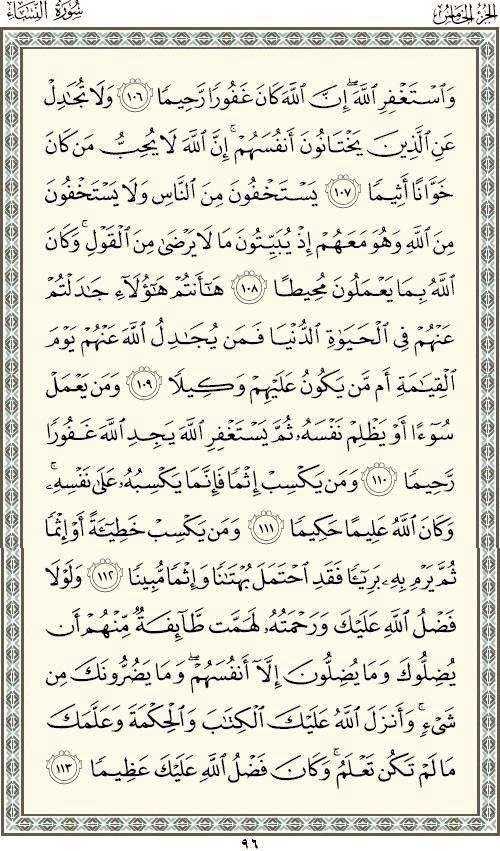 الجزء الخامس
سورة النساء
وَٱسْتَغْفِرِ ٱللَّهَ ۖ إِنَّ ٱللَّهَ كَانَ غَفُورًا رَّحِيمًا ١٠٦ وَلَا تُجَٰدِلْ
عَنِ ٱلَّذِينَ يَخْتَانُونَ أَنفُسَهُمْ ۚ إِنَّ ٱللَّهَ لَا يُحِبُّ مَن كَانَ
خَوَّانًا أَثِيمًا ١٠٧ يَسْتَخْفُونَ مِنَ ٱلنَّاسِ وَلَا يَسْتَخْفُونَ
مِنَ ٱللَّهِ وَهُوَ مَعَهُمْ إِذْ يُبَيِّتُونَ مَا لَا يَرْضَىٰ مِنَ ٱلْقَوْلِ ۚ وَكَانَ
ٱللَّهُ بِمَا يَعْمَلُونَ مُحِيطًا ١٠٨ هَٰٓأَنتُمْ هَٰٓؤُلَآءِ جَٰدَلْتُمْ
عَنْهُمْ فِى ٱلْحَيَوٰةِ ٱلدُّنْيَا فَمَن يُجَٰدِلُ ٱللَّهَ عَنْهُمْ يَوْمَ
ٱلْقِيَٰمَةِ أَم مَّن يَكُونُ عَلَيْهِمْ وَكِيلًا ١٠٩ وَمَن يَعْمَلْ
سُوٓءًا أَوْ يَظْلِمْ نَفْسَهُۥ ثُمَّ يَسْتَغْفِرِ ٱللَّهَ يَجِدِ ٱللَّهَ غَفُورًا
رَّحِيمًا ١١٠ وَمَن يَكْسِبْ إِثْمًا فَإِنَّمَا يَكْسِبُهُۥ عَلَىٰ نَفْسِهِۦ ۚ
وَكَانَ ٱللَّهُ عَلِيمًا حَكِيمًا ١١١ وَمَن يَكْسِبْ خَطِيٓـَٔةً أَوْ إِثْمًا
ثُمَّ يَرْمِ بِهِۦ بَرِيٓـًٔا فَقَدِ ٱحْتَمَلَ بُهْتَٰنًا وَإِثْمًا مُّبِينًا ١١٢ وَلَوْلَا
فَضْلُ ٱللَّهِ عَلَيْكَ وَرَحْمَتُهُۥ لَهَمَّت طَّآئِفَةٌ مِّنْهُمْ أَن
يُضِلُّوكَ وَمَا يُضِلُّونَ إِلَّآ أَنفُسَهُمْ ۖ وَمَا يَضُرُّونَكَ مِن
شَىْءٍ ۚ وَأَنزَلَ ٱللَّهُ عَلَيْكَ ٱلْكِتَٰبَ وَٱلْحِكْمَةَ وَعَلَّمَكَ
مَا لَمْ تَكُن تَعْلَمُ ۚ وَكَانَ فَضْلُ ٱللَّهِ عَلَيْكَ عَظِيمًا ١١٣
٩٦